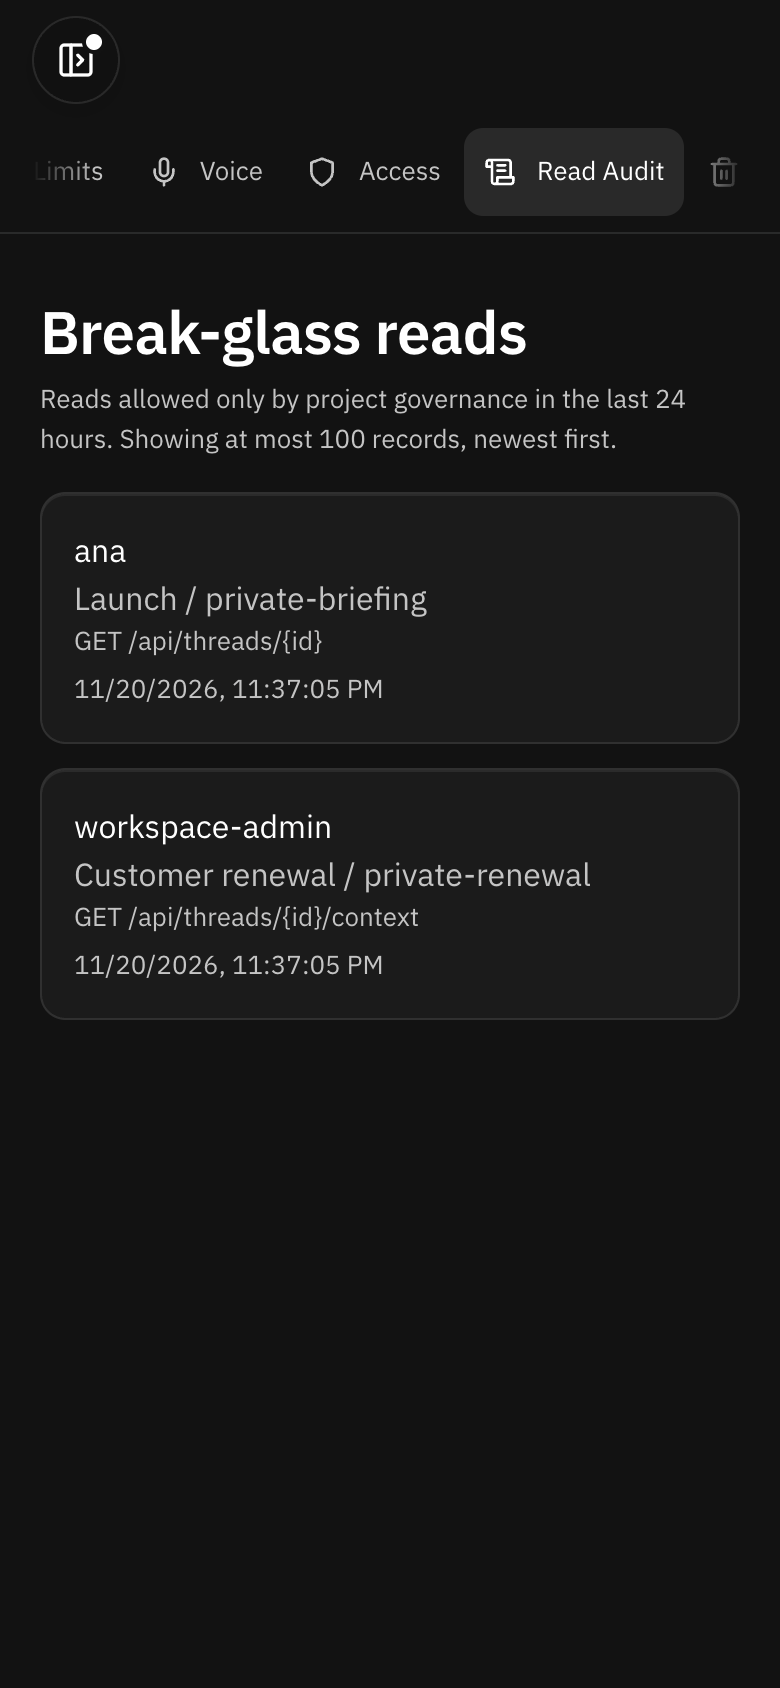 Limits
Voice
Access
Read Audit
Break-glass reads
Reads allowed only by project governance in the last 24
hours. Showing at most 100 records, newest first.
ana
Launch / private-briefing
GET /api/threads/{id}
11/20/2026, 11:37:05 PM
workspace-admin
Customer renewal / private-renewal
GET /api/threads/{id}/context
11/20/2026, 11:37:05 PM